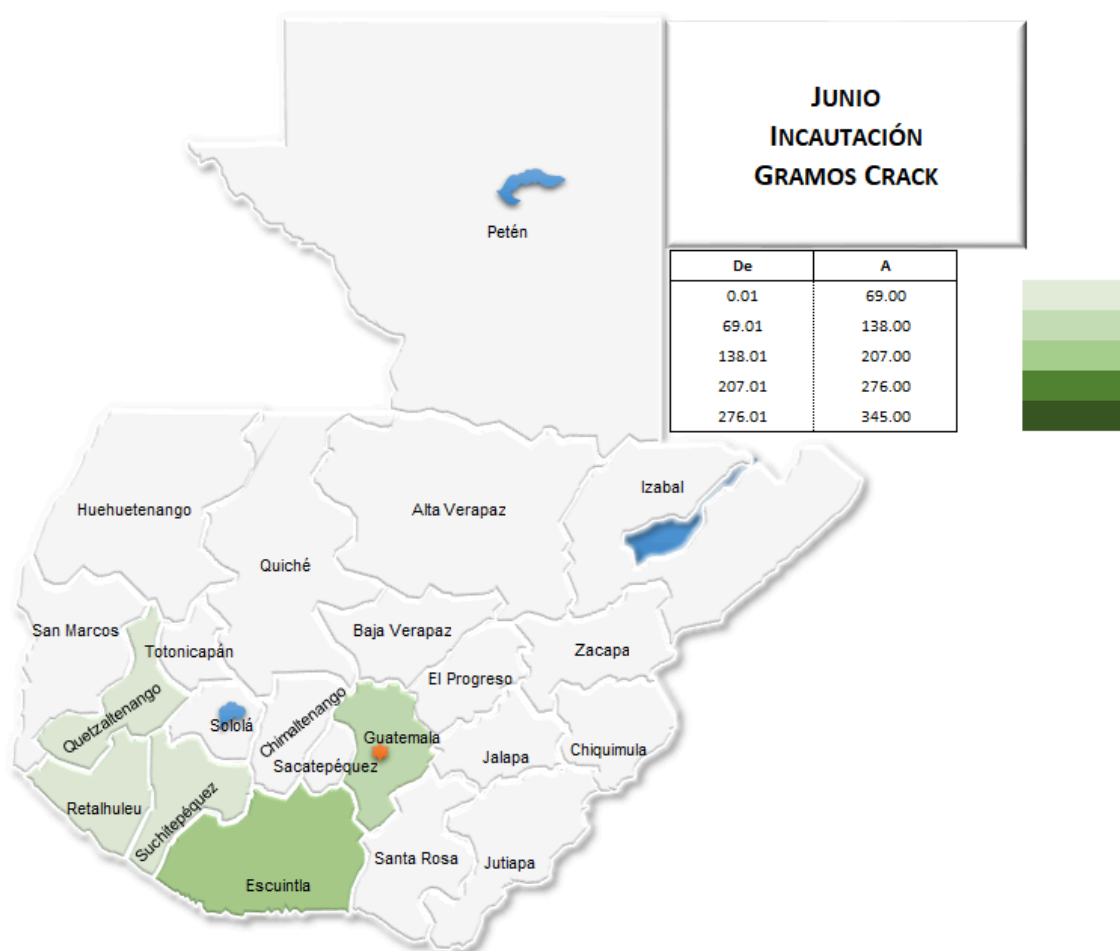 JUNIO
INCAUTACIÓN
GRAMOS CRACK
Petén
De A
0.01 69.00
69.01 138.00
138.01 207.00
207.01 276.00
276.01 345.00
Izabal
Huehuetenango
Alta Verapaz
Quiché
San Marcos
Baja Verapaz
Totonicapán
Zacapa
El Progreso
Quetzaltenango
Sololá
Chimaltenango
Guatemala
Sacatepéquez
Jalapa
Chiquimula
Retalhuleu
Suchitepéquez
Santa Rosa
Jutiapa
Escuintla